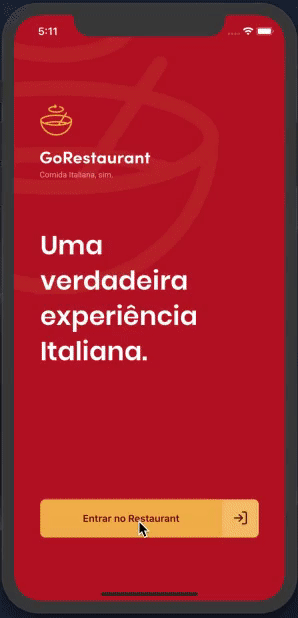 5:11
GoRestaurant
Comida Italiana, sim.
Uma
verdadeira
experiência
Italiana.
Entrar no Restaurant